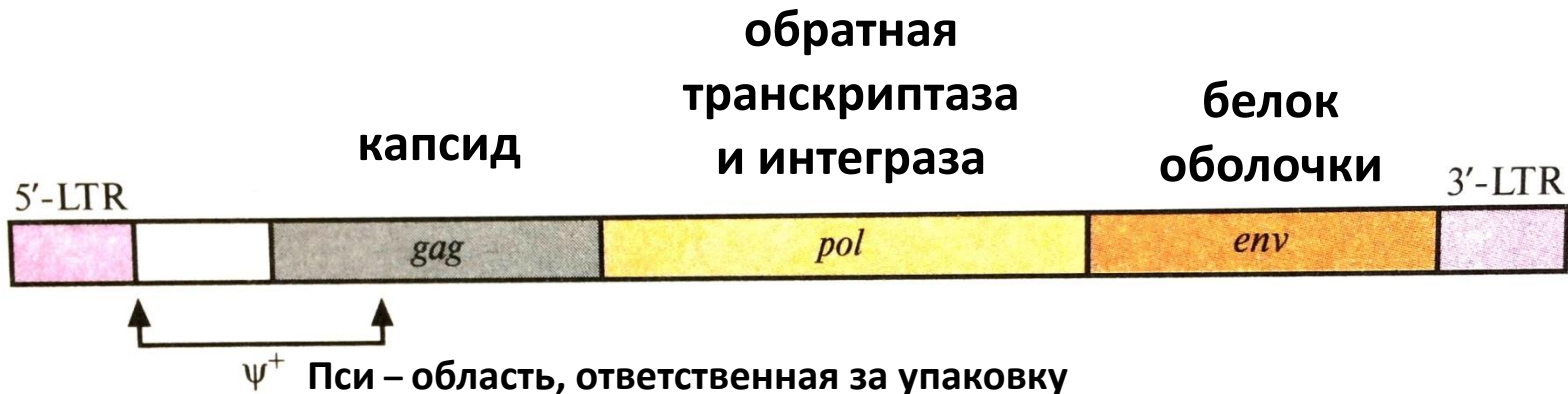 обратная
транскриптаза
и интеграза
белок
оболочки
капсид
5′-LTR
3′-LTR
gag
pol
env
ψ⁺ Пси – область, ответственная за упаковку